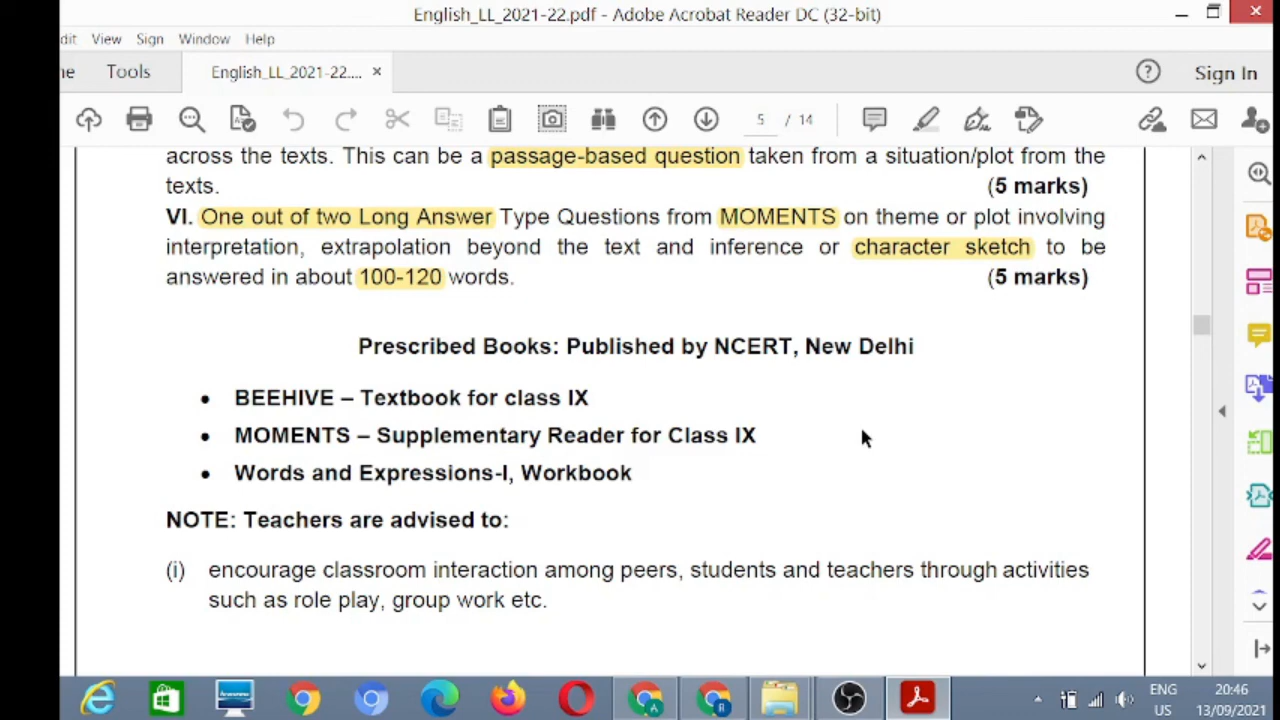 English_LL_2021-22.pdf - Adobe Acrobat Reader DC (32-bit)
dit View Sign Window Help
me Tools English_LL_2021-22.... × Sign In
5 / 14
across the texts. This can be a passage-based question taken from a situation/plot from the
texts. (5 marks)
VI. One out of two Long Answer Type Questions from MOMENTS on theme or plot involving
interpretation, extrapolation beyond the text and inference or character sketch to be
answered in about 100-120 words. (5 marks)
Prescribed Books: Published by NCERT, New Delhi
• BEEHIVE – Textbook for class IX
• MOMENTS – Supplementary Reader for Class IX
• Words and Expressions-I, Workbook
NOTE: Teachers are advised to:
(i) encourage classroom interaction among peers, students and teachers through activities
such as role play, group work etc.
ENG 20:46
US 13/09/2021